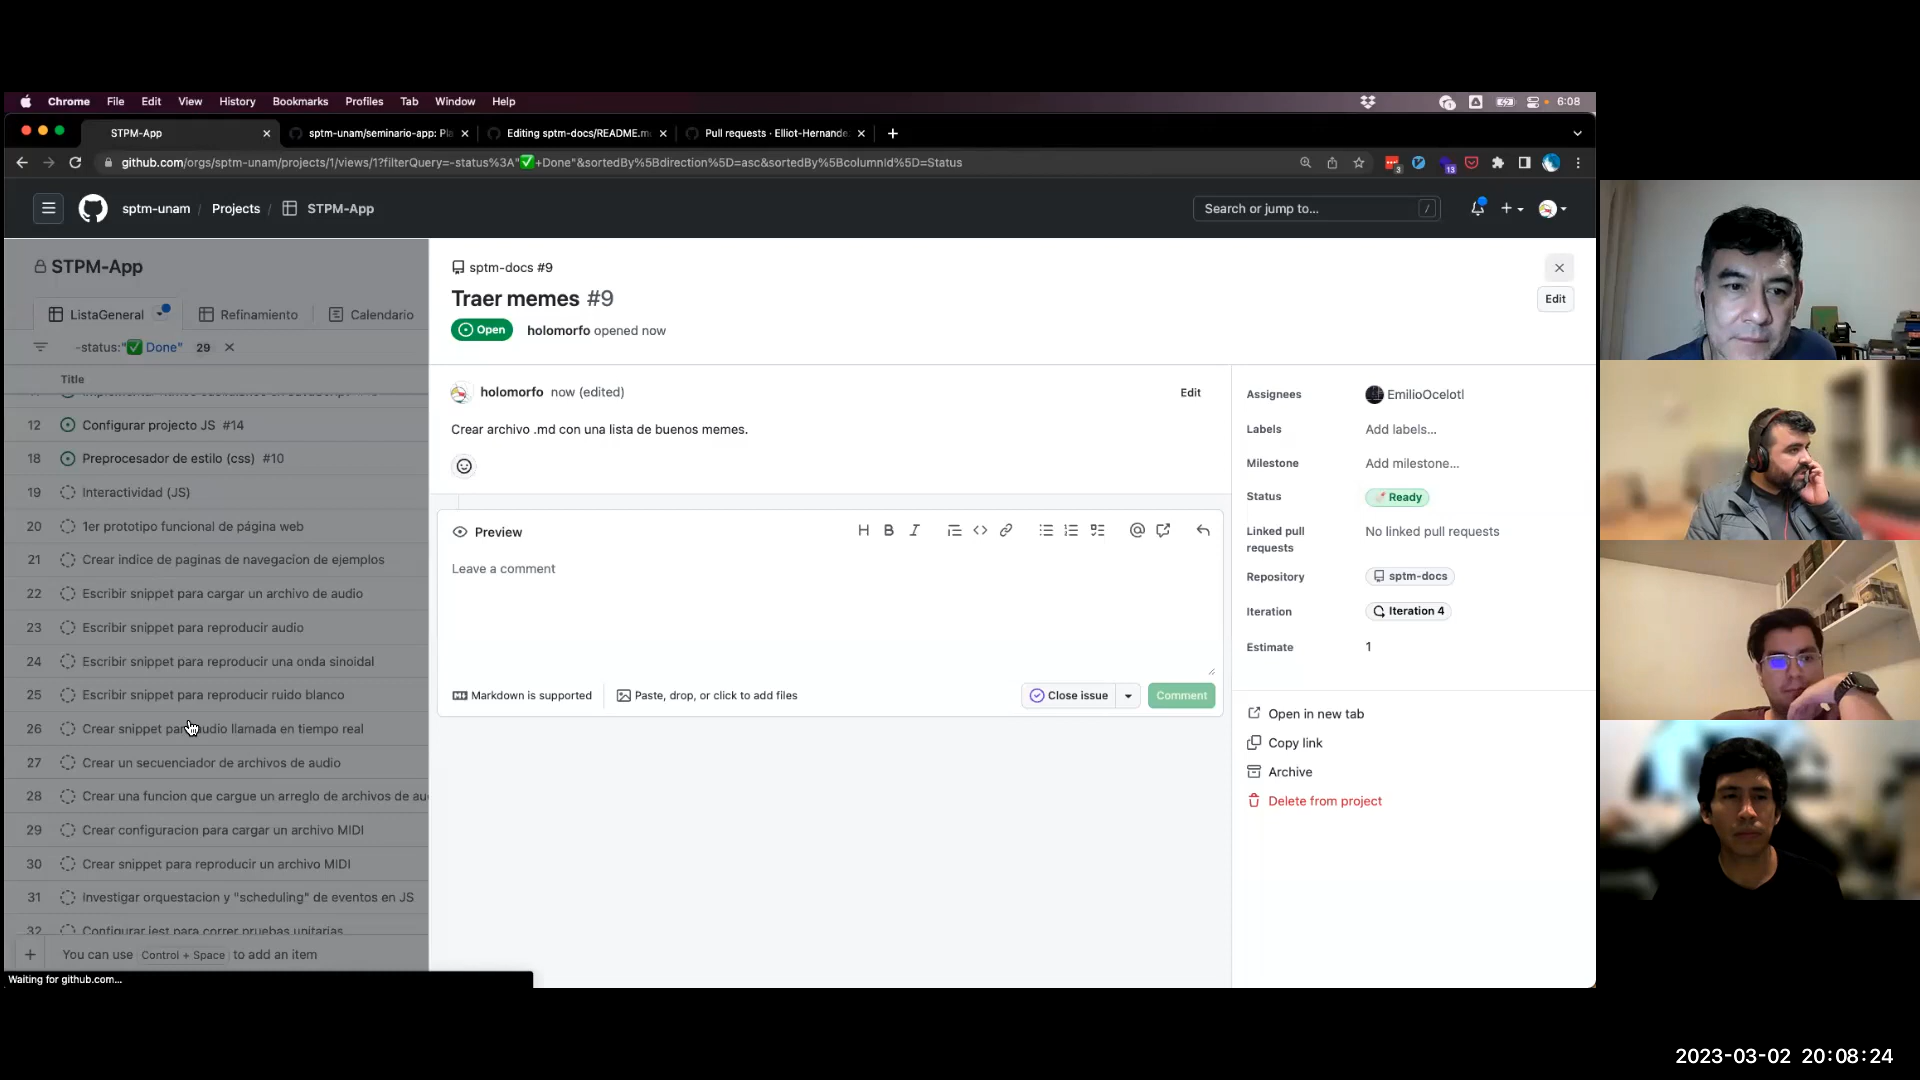 Chrome File Edit View History Bookmarks Profiles Tab Window Help 6:08
STPM-App
sptm-unam/seminario-app: Pla
Editing sptm-docs/README.m
Pull requests · Elliot-Hernande
github.com/orgs/sptm-unam/projects/1/views/1?filterQuery=-status%3A"✅+Done"&sortedBy%5Bdirection%5D=asc&sortedBy%5BcolumnId%5D=Status
3
13
sptm-unam / Projects / STPM-App
Search or jump to... /
STPM-App
ListaGeneral
Refinamiento
Calendario
-status:"✅ Done" 29
Title
12 Configurar projecto JS #14
18 Preprocesador de estilo (css) #10
19 Interactividad (JS)
20 1er prototipo funcional de página web
21 Crear indice de paginas de navegacion de ejemplos
22 Escribir snippet para cargar un archivo de audio
23 Escribir snippet para reproducir audio
24 Escribir snippet para reproducir una onda sinoidal
25 Escribir snippet para reproducir ruido blanco
26 Crear snippet par udio llamada en tiempo real
27 Crear un secuenciador de archivos de audio
28 Crear una funcion que cargue un arreglo de archivos de au
29 Crear configuracion para cargar un archivo MIDI
30 Crear snippet para reproducir un archivo MIDI
31 Investigar orquestacion y "scheduling" de eventos en JS
32 Configurar jest para correr pruebas unitarias
You can use Control + Space to add an item
Waiting for github.com...
sptm-docs #9
Traer memes #9
Edit
Open
holomorfo opened now
holomorfo now (edited)
Edit
Crear archivo .md con una lista de buenos memes.
Preview
Leave a comment
Markdown is supported
Paste, drop, or click to add files
Close issue
Comment
Assignees EmilioOcelotl
Labels Add labels...
Milestone Add milestone...
Status Ready
Linked pull requests No linked pull requests
Repository sptm-docs
Iteration Iteration 4
Estimate 1
Open in new tab
Copy link
Archive
Delete from project
2023-03-02 20:08:24